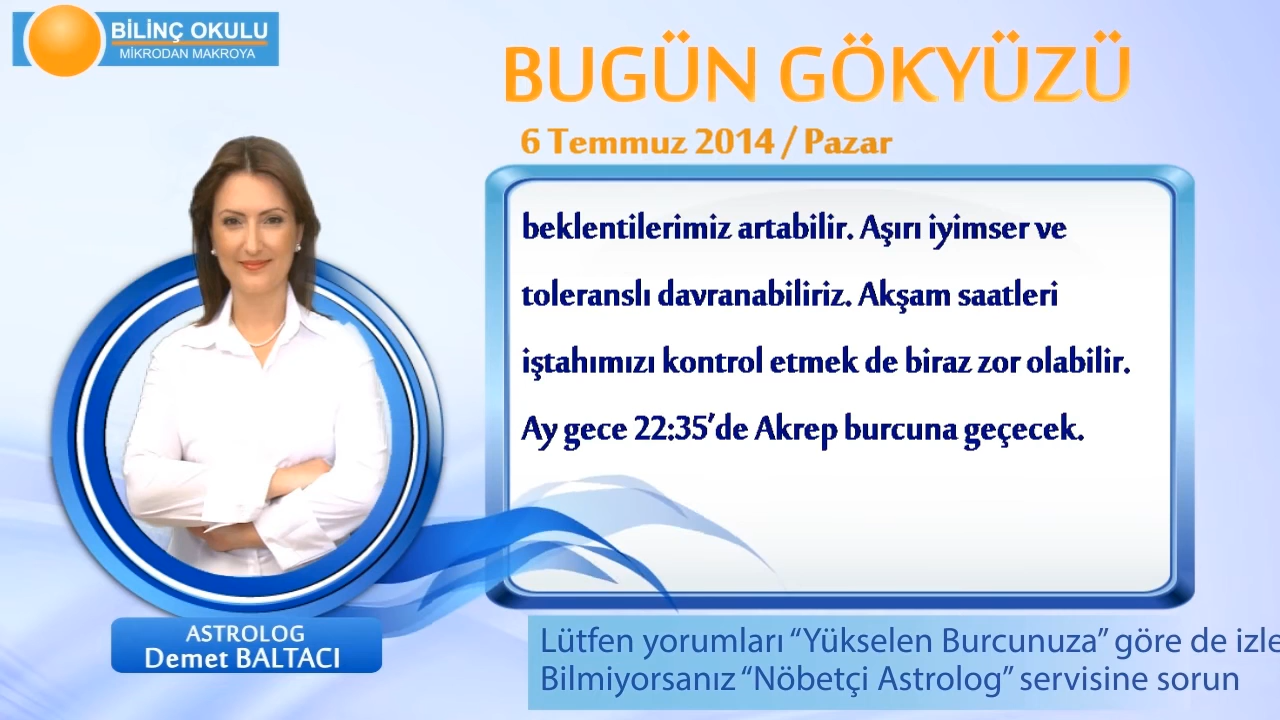 BİLİNÇ OKULU
MİKRODAN MAKROYA
BUGÜN GÖKYÜZÜ
6 Temmuz 2014 / Pazar
beklentilerimiz artabilir. Aşırı iyimser ve
toleranslı davranabiliriz. Akşam saatleri
iştahımızı kontrol etmek de biraz zor olabilir.
Ay gece 22:35'de Akrep burcuna geçecek.
ASTROLOG
Demet BALTACI
Lütfen yorumları “Yükselen Burcunuza” göre de izle
Bilmiyorsanız “Nöbetçi Astrolog” servisine sorun